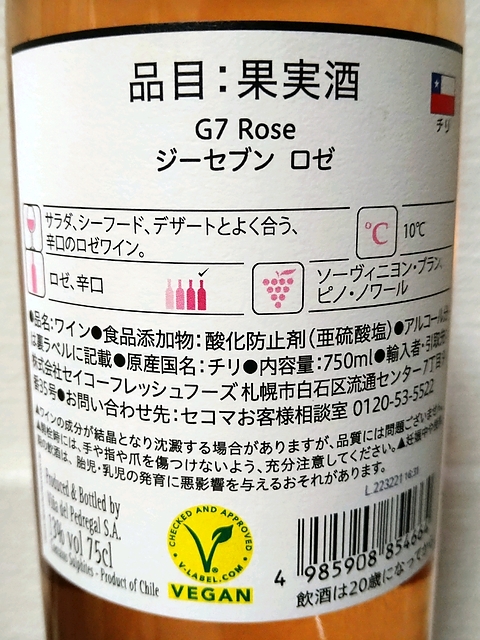 品目：果実酒
チリ
G7 Rose
ジーセブン ロゼ
サラダ、シーフード、デザートとよく合う、
辛口のロゼワイン。
℃
10℃
ロゼ、辛口
ソーヴィニヨン・ブラン、
ピノ・ノワール
●品名：ワイン●食品添加物：酸化防止剤（亜硫酸塩）●アルコール分
は裏ラベルに記載●原産国名：チリ●内容量：750ml●輸入者・引取先：
株式会社セイコーフレッシュフーズ 札幌市白石区流通センター7丁目
番35号●お問い合わせ先：セコマお客様相談室 0120-53-5522
▲ワインの成分が結晶となり沈澱する場合がありますが、品質には問題ございません。
▲開栓時には、手や指や爪を傷つけないよう、充分注意してください。▲妊娠中や授乳
期の飲酒は、胎児・乳児の発育に悪影響を与えるおそれがあります。
L 223221 16:33
Produced & Bottled by
Viña del Pedregal S.A.
13% vol 75cl
Contains Sulphites - Product of Chile
CHECKED AND APPROVED
V-LABEL.COM
VEGAN
4 985908 854664
飲酒は20歳になってから